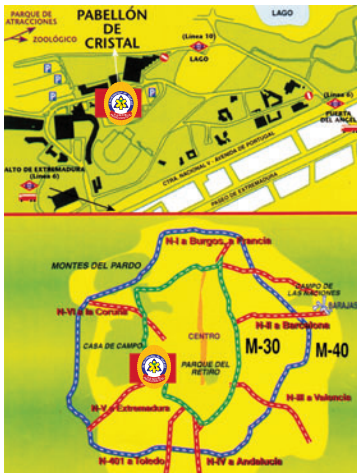 PARQUE DE
ATRACCIONES
ZOOLÓGICO
PABELLÓN
DE
CRISTAL
LAGO
(Línea 10)
LAGO
P
P
P
P
(Línea 6)
PUERTA
DEL ANGEL
ALTO DE EXTREMADURA
(Línea 6)
CTRA. NACIONAL V - AVENIDA DE PORTUGAL
PASEO DE EXTREMADURA
N-I a Burgos, a Francia
MONTES DEL PARDO
CAMPO DE
LAS NACIONES
BARAJAS
N-VI a la Coruña
N-II a Barcelona
CENTRO
CASA DE CAMPO
M-30
M-40
PARQUE DEL
RETIRO
N-III a Valencia
N-V a Extremadura
N-401 a Toledo
N-IV a Andalucía